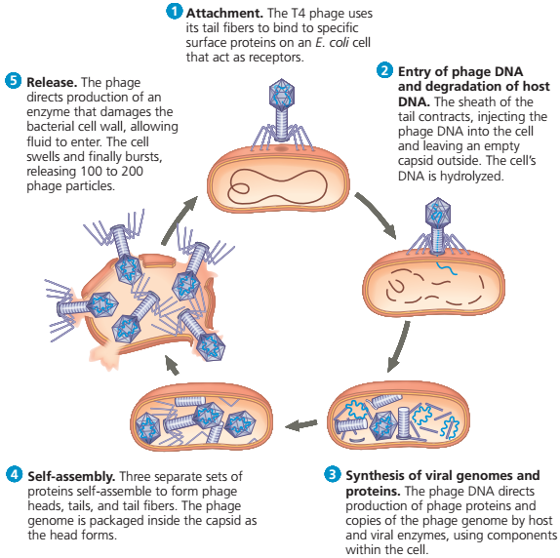 1 Attachment. The T4 phage uses
its tail fibers to bind to specific
surface proteins on an E. coli cell
that act as receptors.
2 Entry of phage DNA
and degradation of host
DNA. The sheath of the
tail contracts, injecting the
phage DNA into the cell
and leaving an empty
capsid outside. The cell's
DNA is hydrolyzed.
3 Synthesis of viral genomes and
proteins. The phage DNA directs
production of phage proteins and
copies of the phage genome by host
and viral enzymes, using components
within the cell.
4 Self-assembly. Three separate sets of
proteins self-assemble to form phage
heads, tails, and tail fibers. The phage
genome is packaged inside the capsid as
the head forms.
5 Release. The phage
directs production of an
enzyme that damages the
bacterial cell wall, allowing
fluid to enter. The cell
swells and finally bursts,
releasing 100 to 200
phage particles.